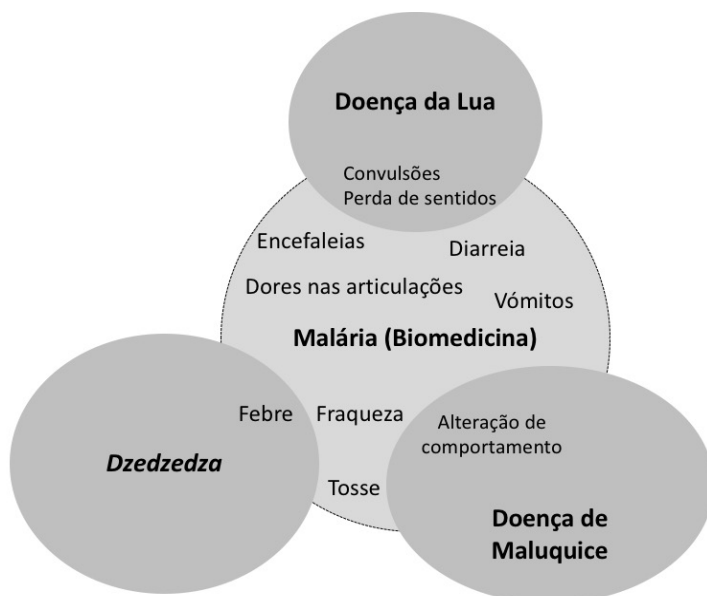 Doença da Lua
Convulsões
Perda de sentidos
Encefaleias
Diarreia
Dores nas articulações
Vómitos
Malária (Biomedicina)
Febre
Fraqueza
Alteração de
comportamento
Dzedzedza
Tosse
Doença de
Maluquice